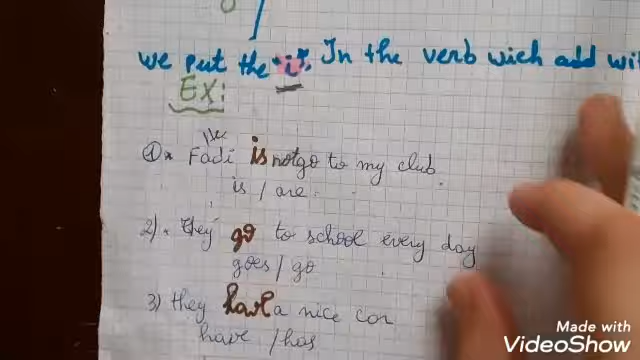 we put the "i". In the verb wich add wi
Ex:
He
① * Fadi is not go to my club.
is / are.
2) * they go to school every day
goes / go
3) they have a nice car
have / has
Made with
VideoShow